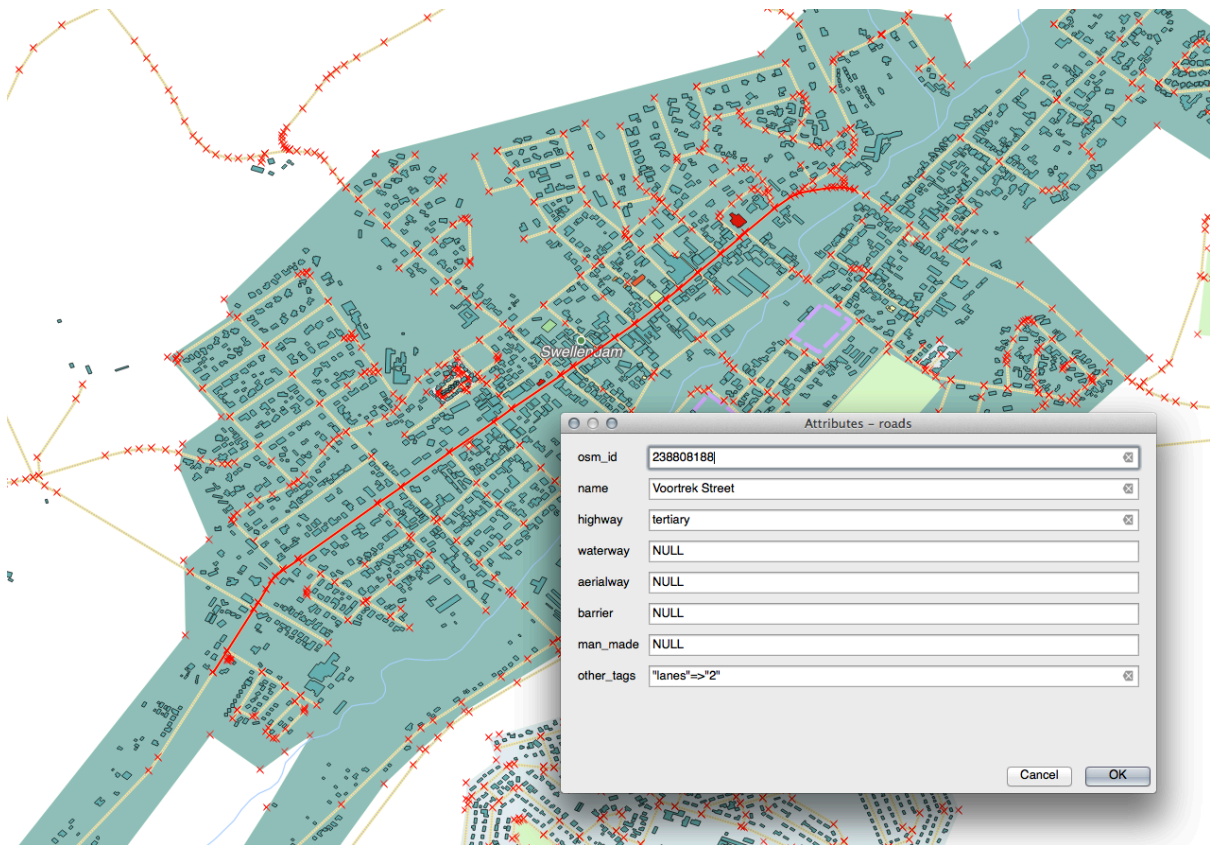 Swellendam
Attributes – roads
osm_id 238808188
name Voortrek Street
highway tertiary
waterway NULL
aerialway NULL
barrier NULL
man_made NULL
other_tags "lanes"=>"2"
Cancel OK